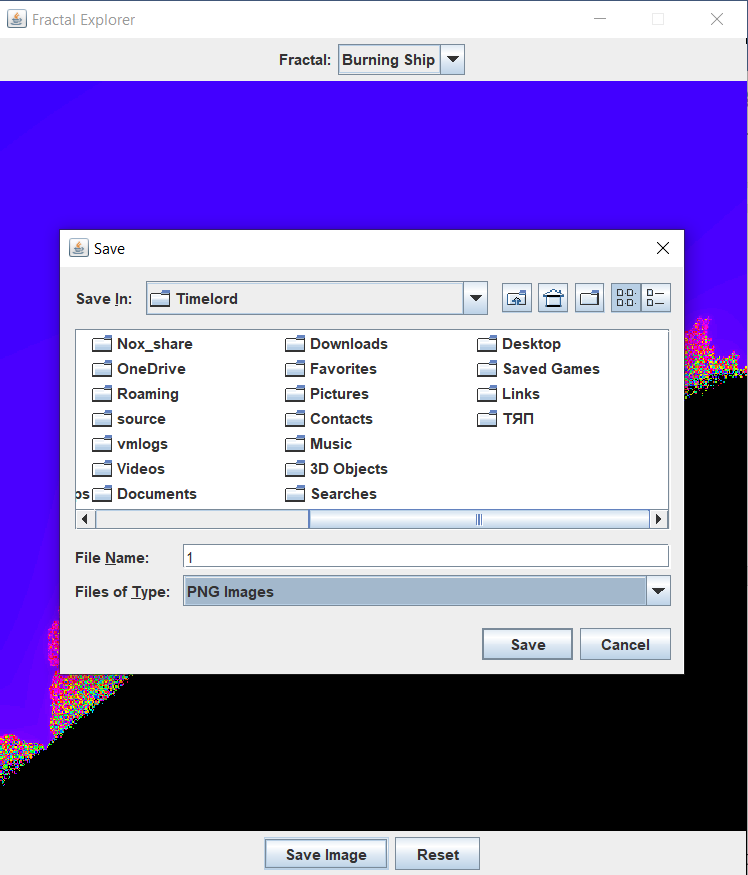 Fractal Explorer
Fractal: Burning Ship
Save
Save In: Timelord
Nox_share Downloads Desktop
OneDrive Favorites Saved Games
Roaming Pictures Links
source Contacts ТЯП
vmlogs Music
Videos 3D Objects
Documents Searches
File Name: 1
Files of Type: PNG Images
Save Cancel
Save Image Reset